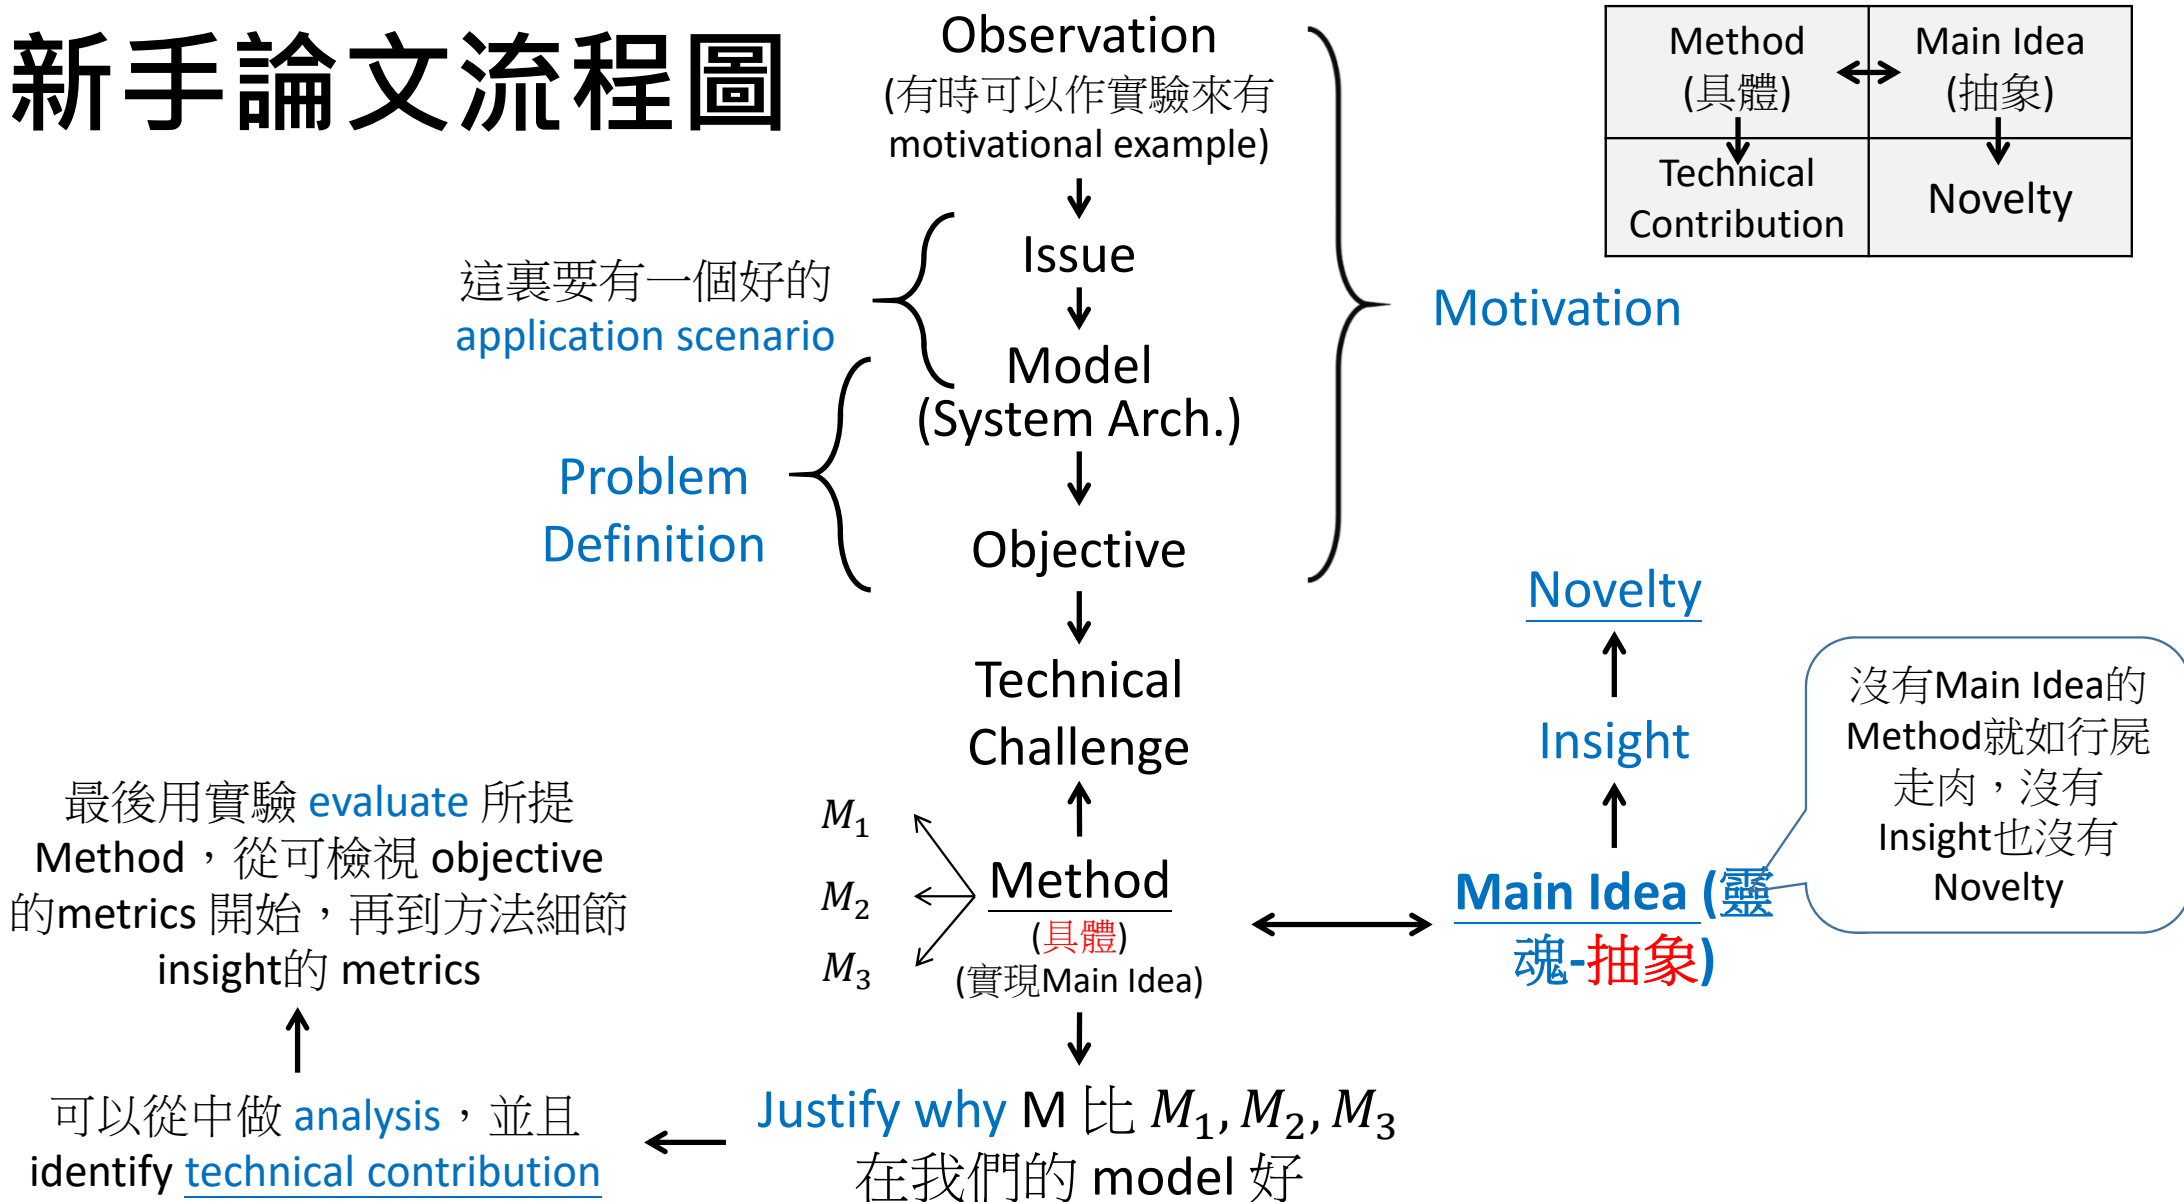 新手論文流程圖
Observation
(有時可以作實驗來有
motivational example)
Method
(具體)
Main Idea
(抽象)
Technical
Contribution
Novelty
Issue
這裏要有一個好的
application scenario
Motivation
Model
(System Arch.)
Problem
Definition
Objective
Technical
Challenge
Novelty
Insight
沒有Main Idea的
Method就如行屍
走肉，沒有
Insight也沒有
Novelty
M₁
M₂
M₃
Method
(具體)
(實現Main Idea)
Main Idea (靈
魂-抽象)
Justify why M 比 M₁, M₂, M₃
在我們的 model 好
可以從中做 analysis，並且
identify technical contribution
最後用實驗 evaluate 所提
Method，從可檢視 objective
的metrics 開始，再到方法細節
insight的 metrics